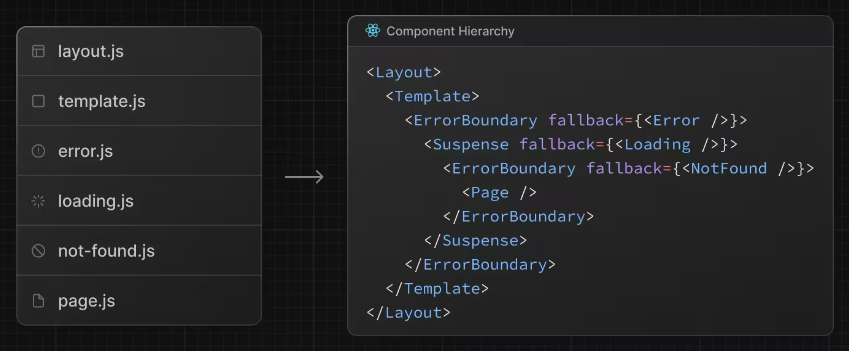 layout.js
template.js
error.js
loading.js
not-found.js
page.js
Component Hierarchy
<Layout>
  <Template>
    <ErrorBoundary fallback={<Error />}>
      <Suspense fallback={<Loading />}>
        <ErrorBoundary fallback={<NotFound />}>
          <Page />
        </ErrorBoundary>
      </Suspense>
    </ErrorBoundary>
  </Template>
</Layout>